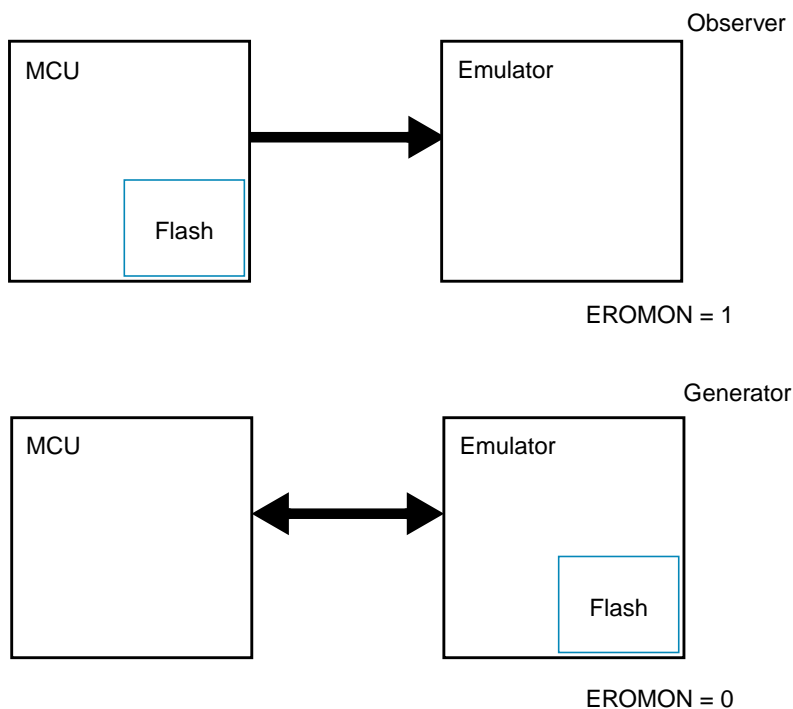 Observer
MCU
Emulator
Flash
EROMON = 1
Generator
MCU
Emulator
Flash
EROMON = 0